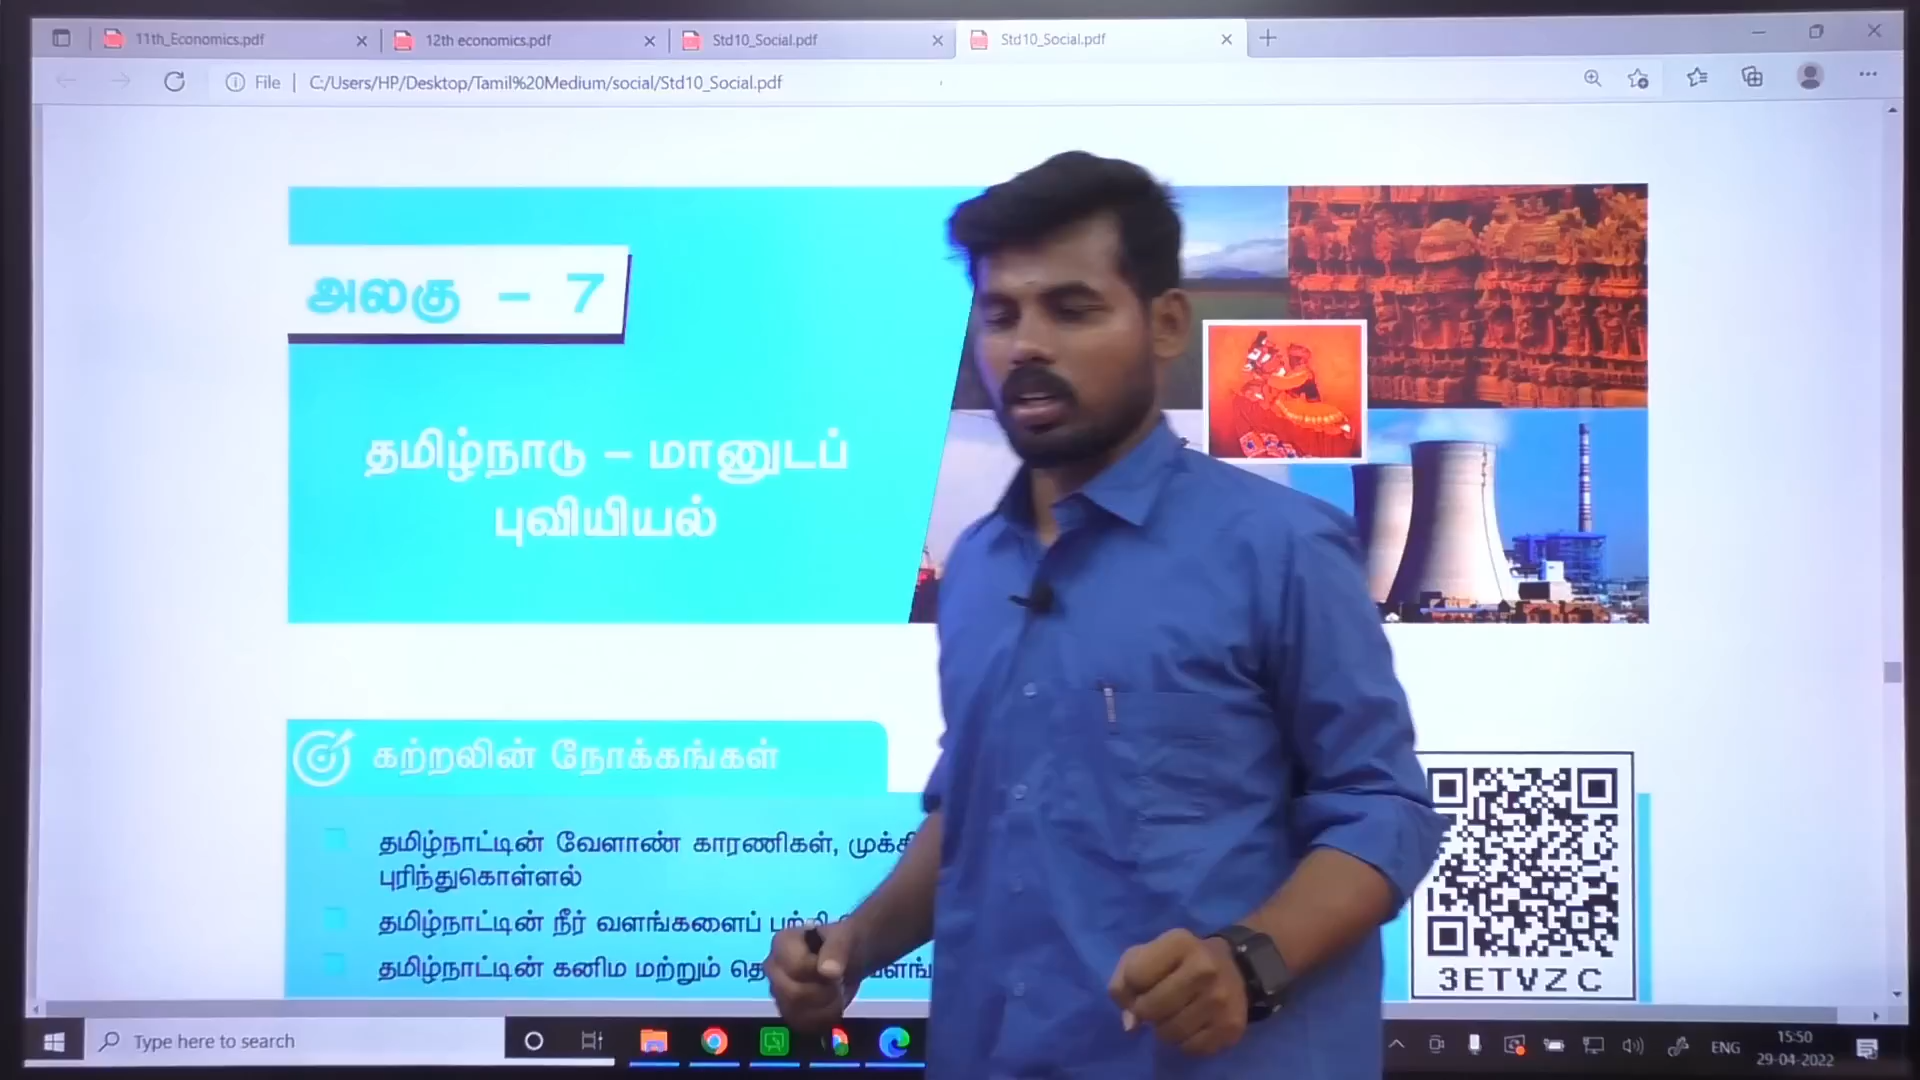 11th_Economics.pdf
12th economics.pdf
Std10_Social.pdf
Std10_Social.pdf
File
C:/Users/HP/Desktop/Tamil%20Medium/social/Std10_Social.pdf
அலகு - 7
தமிழ்நாடு – மானுடப்
புவியியல்
கற்றலின் நோக்கங்கள்
தமிழ்நாட்டின் வேளாண் காரணிகள்,
புரிந்துகொள்ளல்
தமிழ்நாட்டின் நீர் வளங்களைப்
தமிழ்நாட்டின் கனிம மற்றும்
3ETVZC
Type here to search
ENG
15:50
29-04-2022